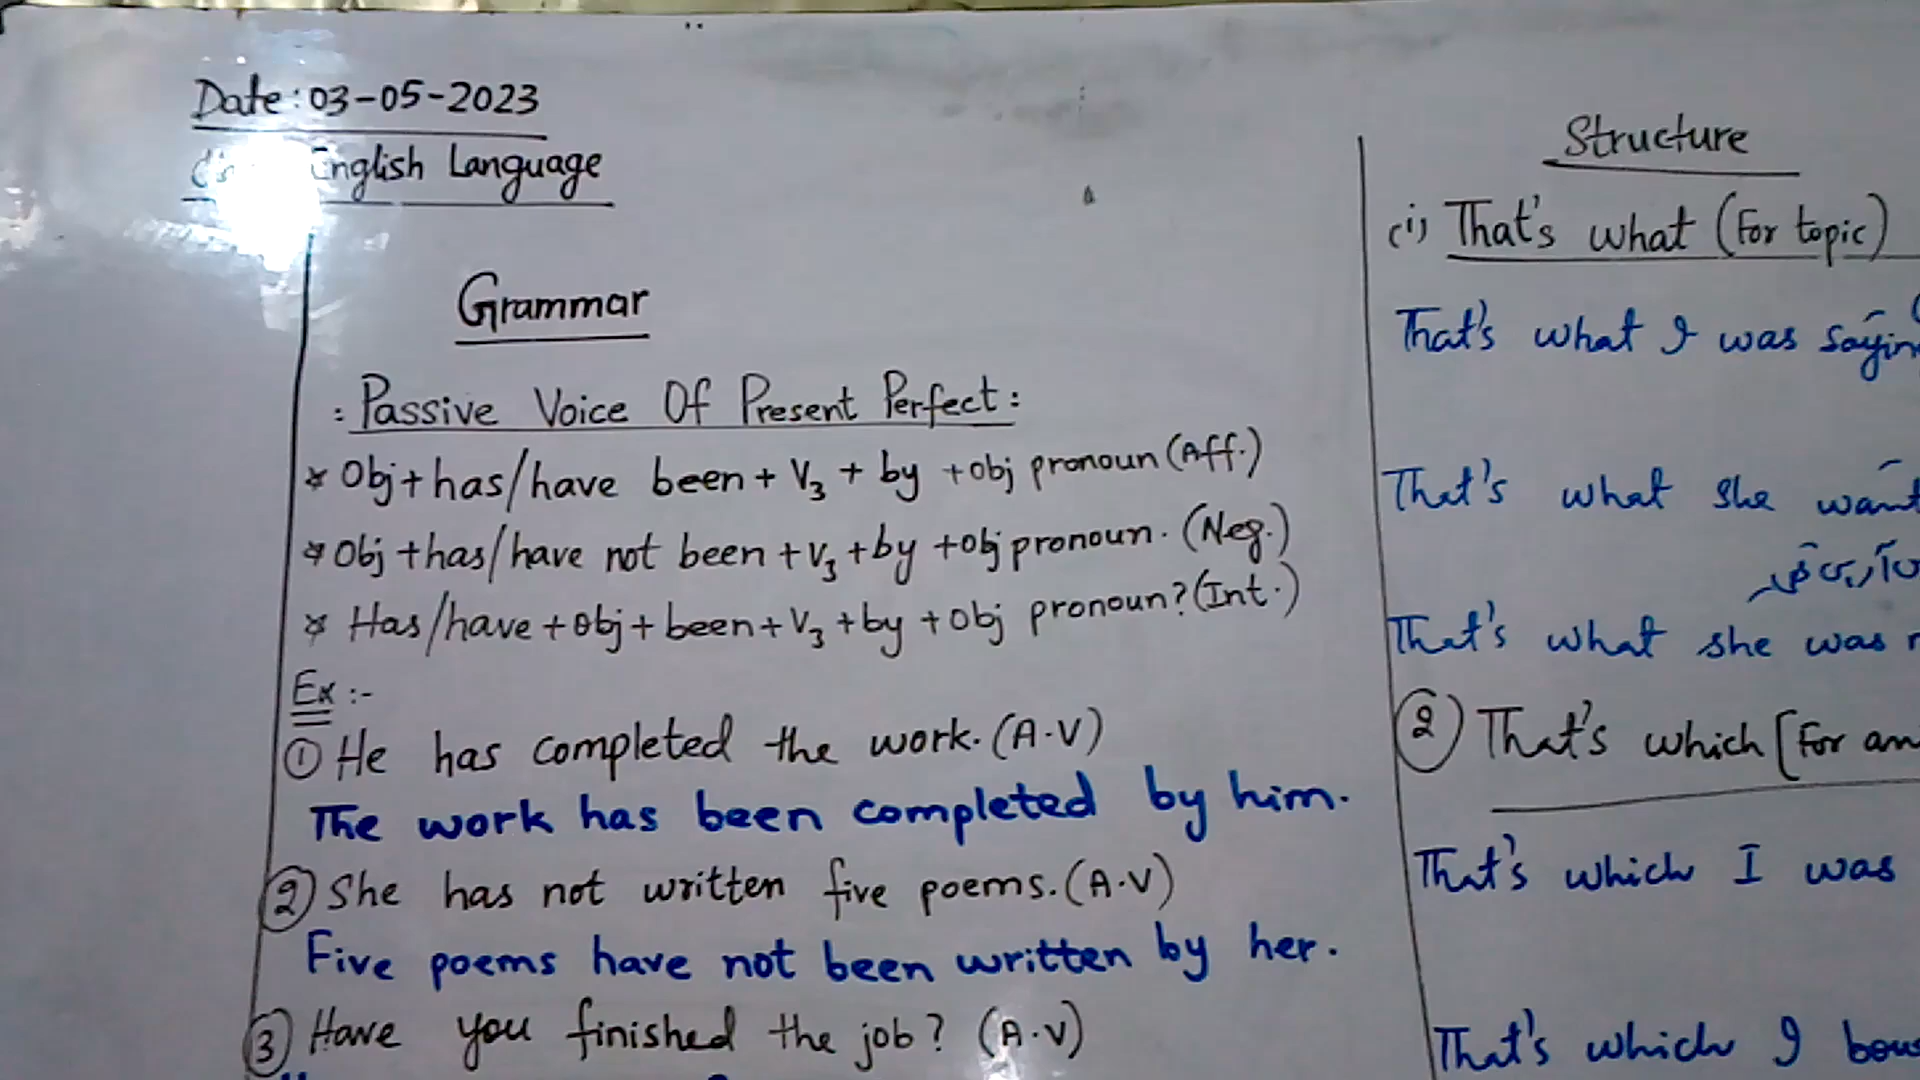 Date: 03-05-2023
English Language
Grammar
: Passive Voice Of Present Perfect:
* Obj + has/have been + V3 + by + obj pronoun (Aff.)
* Obj + has/have not been + V3 + by + obj pronoun. (Neg.)
* Has/have + obj + been + V3 + by + obj pronoun? (Int.)
Ex :-
① He has completed the work. (A.V)
The work has been completed by him.
② She has not written five poems. (A.V)
Five poems have not been written by her.
③ Have you finished the job? (A.V)
Structure
(i) That's what (For topic)
That's what I was sayin
That's what she want
That's what she was
② That's which [For an
That's which I was
That's which I bou